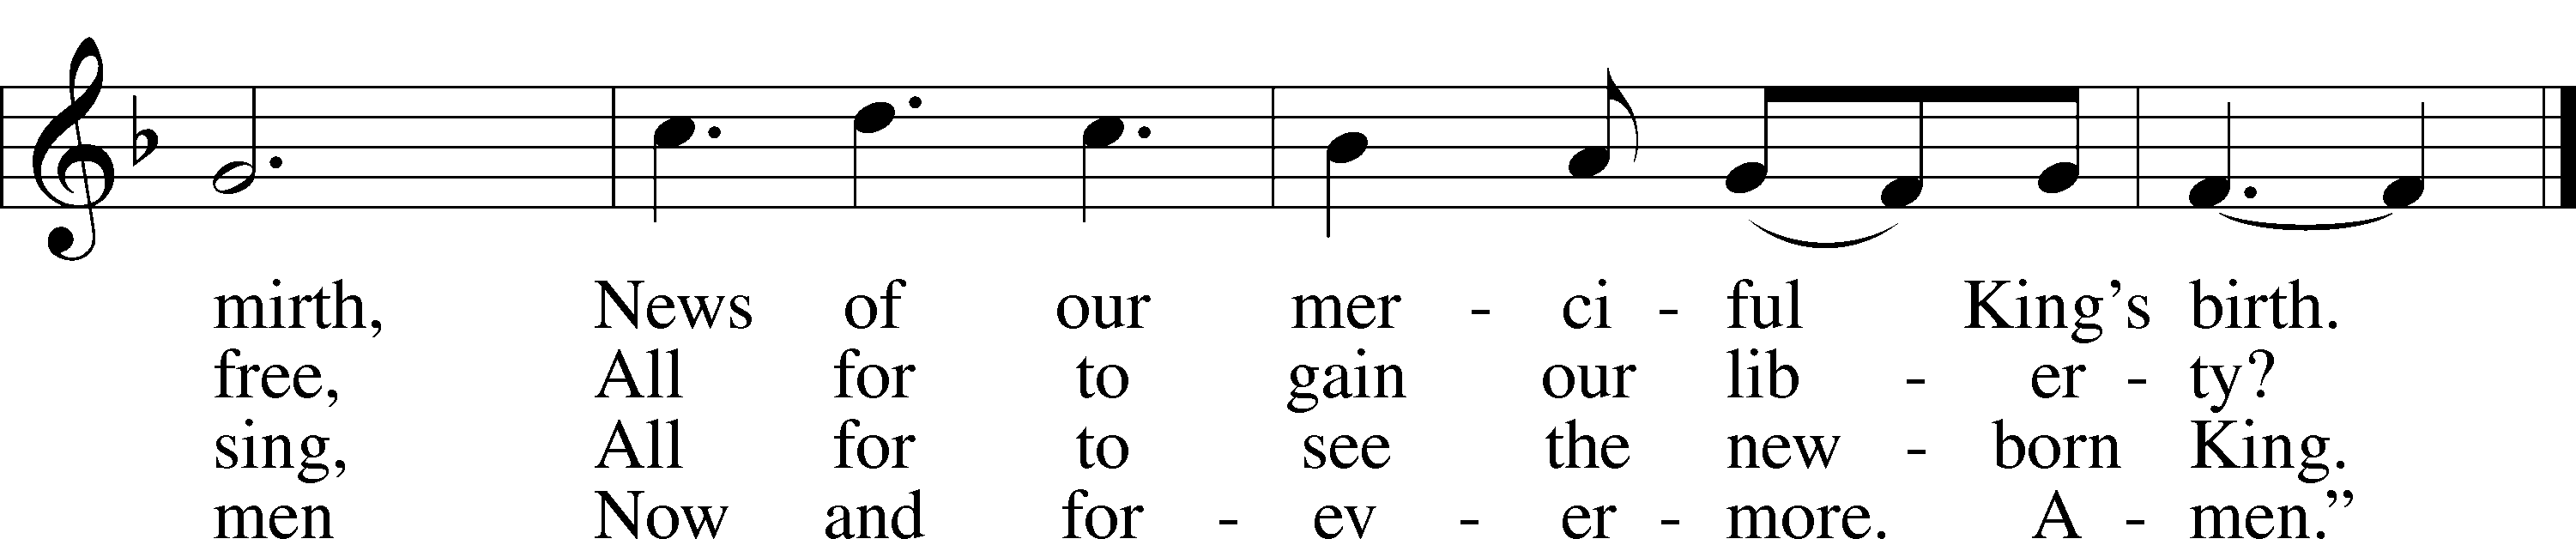 mirth, News of our mer - ci - ful King’s birth.
free, All for to gain our lib - er - ty?
sing, All for to see the new - born King.
men Now and for - ev - er - more. A - men.”